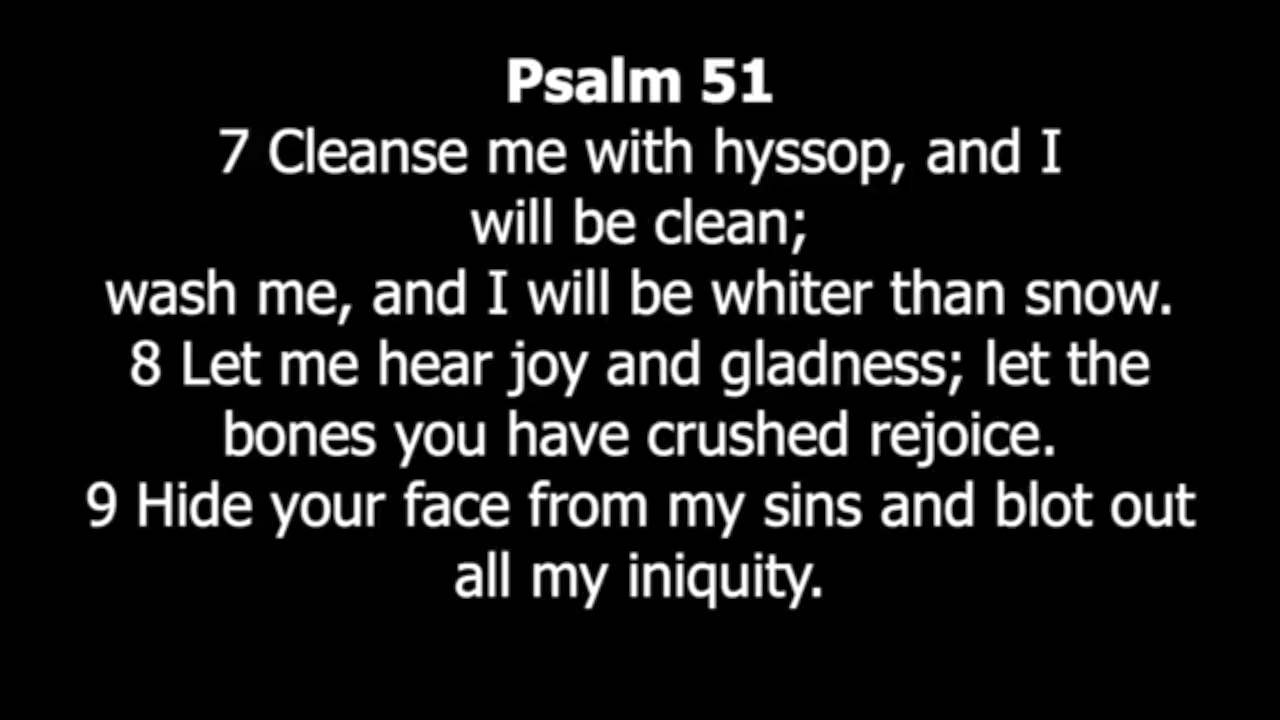 Psalm 51
7 Cleanse me with hyssop, and I
will be clean;
wash me, and I will be whiter than snow.
8 Let me hear joy and gladness; let the
bones you have crushed rejoice.
9 Hide your face from my sins and blot out
all my iniquity.